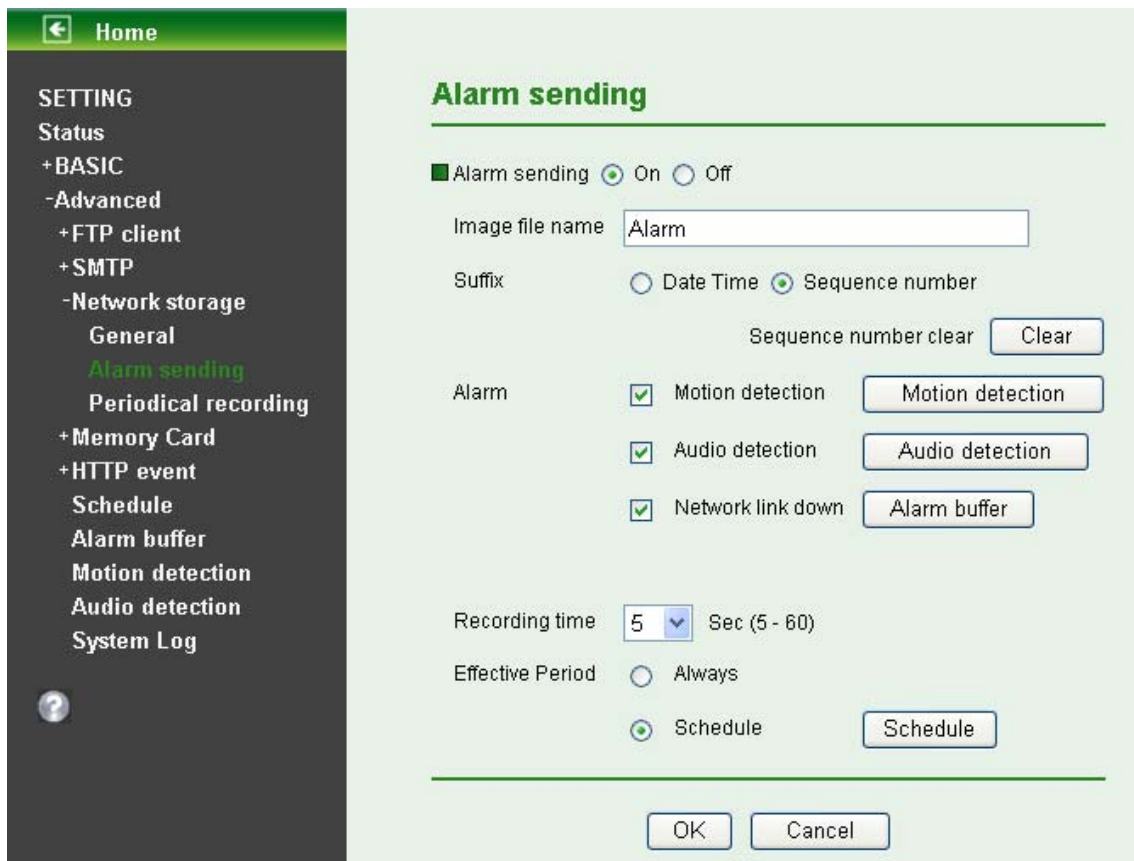 Home
SETTING
Status
+BASIC
-Advanced
+FTP client
+SMTP
-Network storage
General
Alarm sending
Periodical recording
+Memory Card
+HTTP event
Schedule
Alarm buffer
Motion detection
Audio detection
System Log
?
Alarm sending
Alarm sending On Off
Image file name Alarm
Suffix Date Time Sequence number
Sequence number clear Clear
Alarm Motion detection Motion detection
Audio detection Audio detection
Network link down Alarm buffer
Recording time 5 Sec (5 - 60)
Effective Period Always
Schedule Schedule
OK Cancel